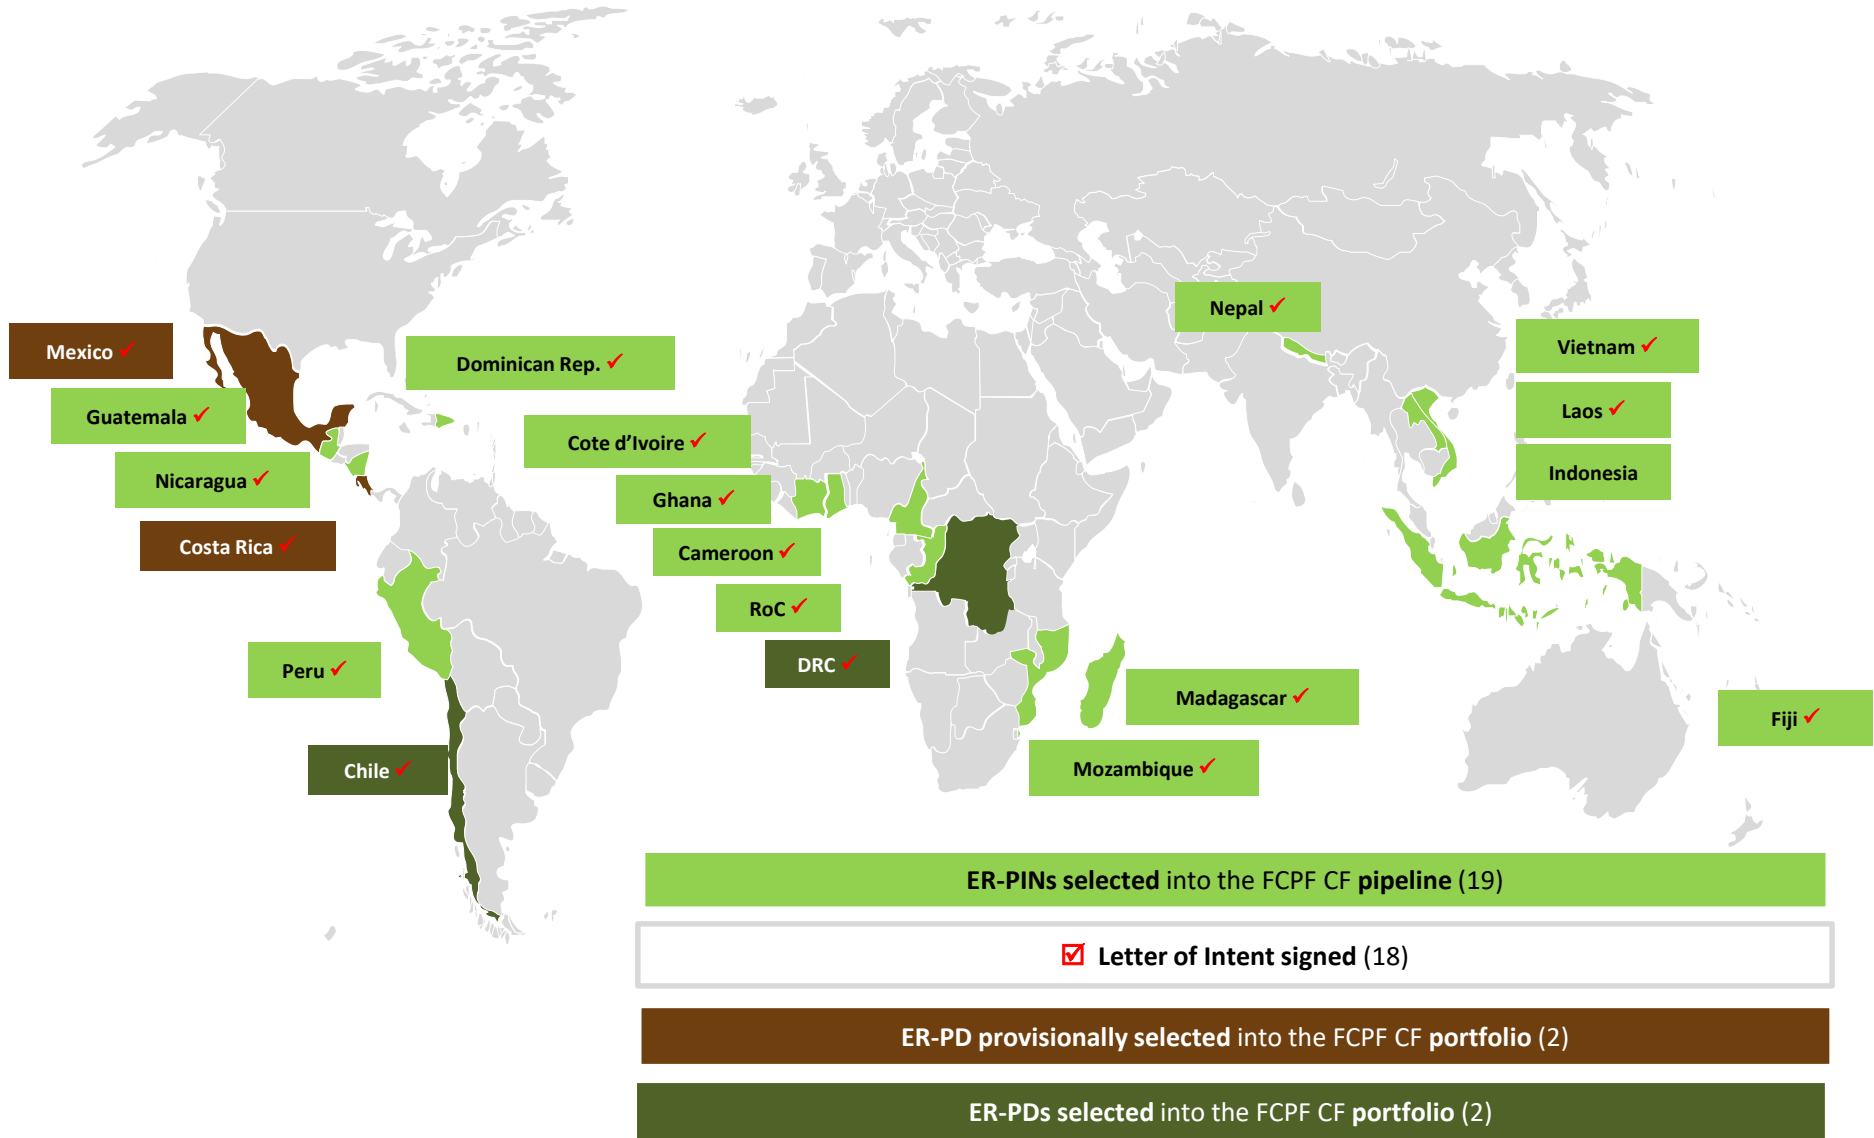 Nepal ✓
Mexico ✓
Dominican Rep. ✓
Vietnam ✓
Guatemala ✓
Laos ✓
Cote d’Ivoire ✓
Nicaragua ✓
Indonesia
Ghana ✓
Costa Rica ✓
Cameroon ✓
RoC ✓
Peru ✓
DRC ✓
Madagascar ✓
Fiji ✓
Chile ✓
Mozambique ✓
ER-PINs selected into the FCPF CF pipeline (19)
☑ Letter of Intent signed (18)
ER-PD provisionally selected into the FCPF CF portfolio (2)
ER-PDs selected into the FCPF CF portfolio (2)